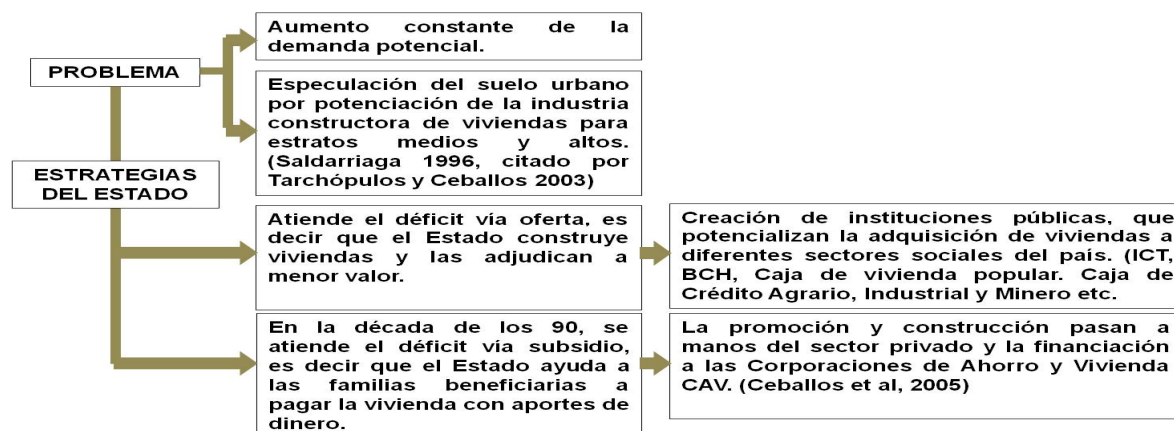 PROBLEMA
Aumento constante de la
demanda potencial.
Especulación del suelo urbano
por potenciación de la industria
constructora de viviendas para
estratos medios y altos.
(Saldarriaga 1996, citado por
Tarchópulos y Ceballos 2003)
ESTRATEGIAS
DEL ESTADO
Atiende el déficit vía oferta, es
decir que el Estado construye
viviendas y las adjudican a
menor valor.
Creación de instituciones públicas, que
potencializan la adquisición de viviendas a
diferentes sectores sociales del país. (ICT,
BCH, Caja de vivienda popular. Caja de
Crédito Agrario, Industrial y Minero etc.
En la década de los 90, se
atiende el déficit vía subsidio,
es decir que el Estado ayuda a
las familias beneficiarias a
pagar la vivienda con aportes de
dinero.
La promoción y construcción pasan a
manos del sector privado y la financiación
a las Corporaciones de Ahorro y Vivienda
CAV. (Ceballos et al, 2005)